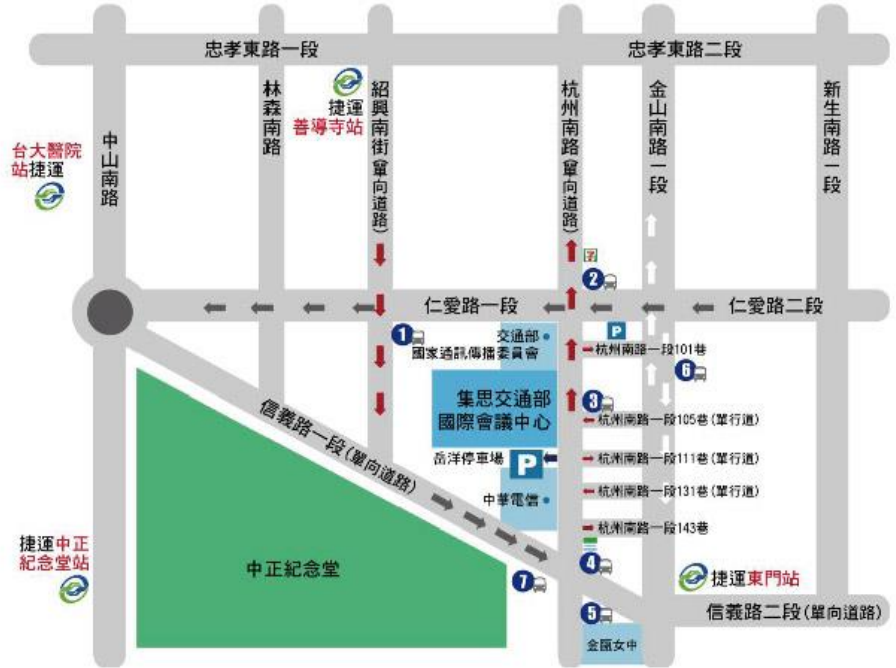 忠孝東路一段
忠孝東路二段
中山南路
林森南路
捷運
善導寺站
紹興南街(單向道路)
杭州南路(單向道路)
金山南路一段
新生南路一段
台大醫院
站捷運
7
2
仁愛路一段
仁愛路二段
1
交通部
國家通訊傳播委員會
P
杭州南路一段101巷
6
集思交通部
國際會議中心
3
杭州南路一段105巷(單行道)
信義路一段(單向道路)
岳洋停車場
P
杭州南路一段111巷(單行道)
中華電信
杭州南路一段131巷(單行道)
杭州南路一段143巷
捷運中正
紀念堂站
中正紀念堂
7
4
捷運東門站
5
信義路二段(單向道路)
金甌女中